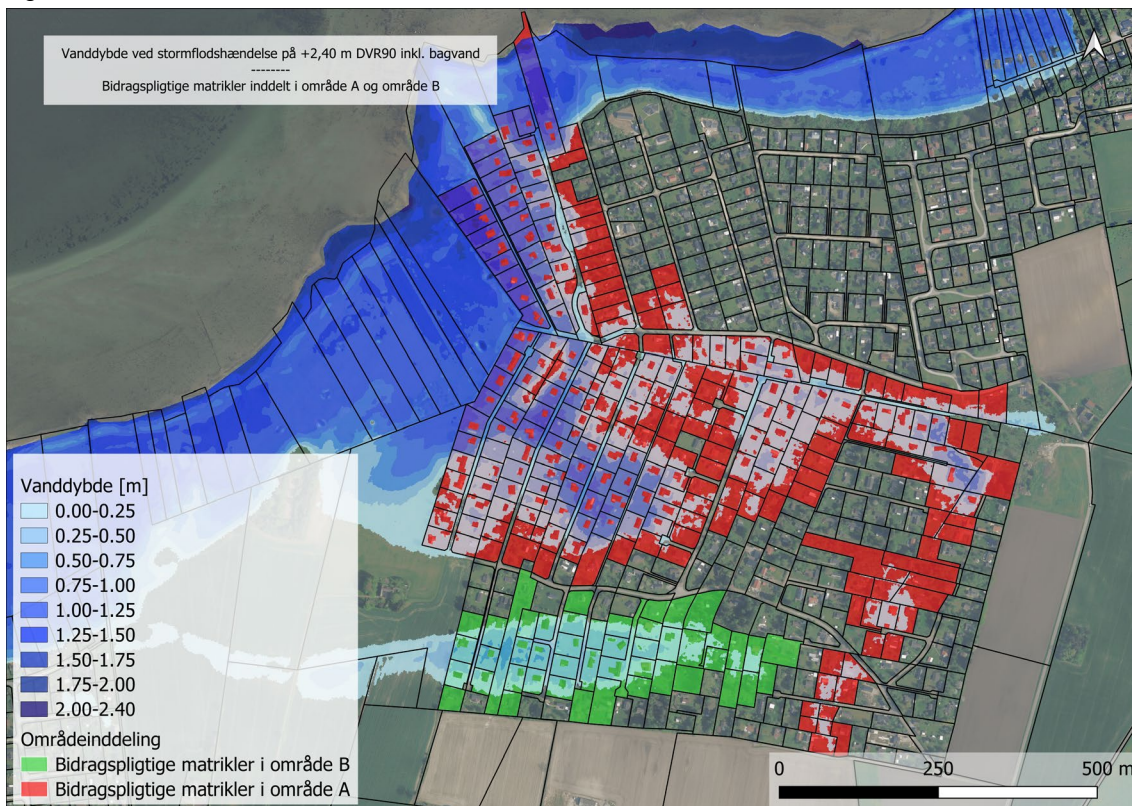 Vanddybde ved stormflodshændelse på +2,40 m DVR90 inkl. bagvand
--------
Bidragspligtige matrikler inddelt i område A og område B
Vanddybde [m]
0.00-0.25
0.25-0.50
0.50-0.75
0.75-1.00
1.00-1.25
1.25-1.50
1.50-1.75
1.75-2.00
2.00-2.40
Områdeinddeling
Bidragspligtige matrikler i område B
Bidragspligtige matrikler i område A
0 250 500 m